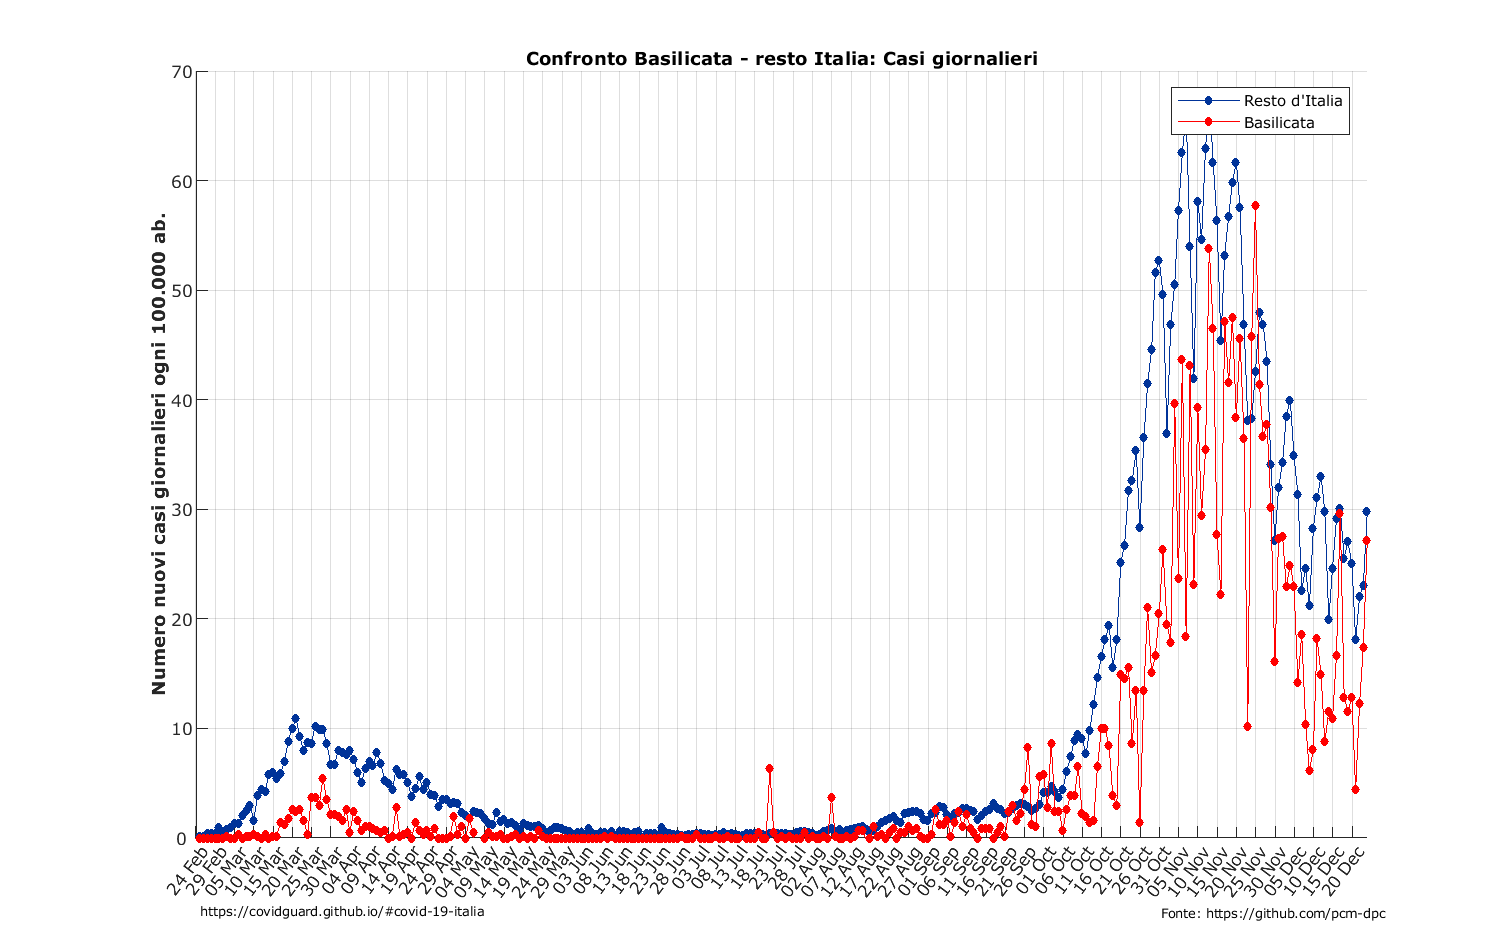 Confronto Basilicata - resto Italia: Casi giornalieri
Numero nuovi casi giornalieri ogni 100.000 ab.
70
60
50
40
30
20
10
0
Resto d'Italia
Basilicata
24 Feb
29 Feb
05 Mar
10 Mar
15 Mar
20 Mar
25 Mar
30 Mar
04 Apr
09 Apr
14 Apr
19 Apr
24 Apr
29 Apr
04 May
09 May
14 May
19 May
24 May
29 May
03 Jun
08 Jun
13 Jun
18 Jun
23 Jun
28 Jun
03 Jul
08 Jul
13 Jul
18 Jul
23 Jul
28 Jul
02 Aug
07 Aug
12 Aug
17 Aug
22 Aug
27 Aug
01 Sep
06 Sep
11 Sep
16 Sep
21 Sep
26 Sep
01 Oct
06 Oct
11 Oct
16 Oct
21 Oct
26 Oct
31 Oct
05 Nov
10 Nov
15 Nov
20 Nov
25 Nov
30 Nov
05 Dec
10 Dec
15 Dec
20 Dec
https://covidguard.github.io/#covid-19-italia
Fonte: https://github.com/pcm-dpc